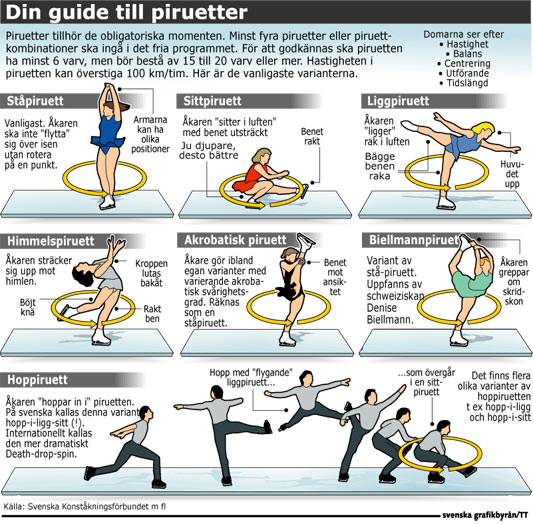 Din guide till piruetter
Piruetter tillhör de obligatoriska momenten. Minst fyra piruetter eller piruett-
kombinationer ska ingå i det fria programmet. För att godkännas ska piruetten
ha minst 6 varv, men bör bestå av 15 till 20 varv eller mer. Hastigheten i
piruetten kan överstiga 100 km/tim. Här är de vanligaste varianterna.
Domarna ser efter
• Hastighet
• Balans
• Centrering
• Utförande
• Tidslängd
Ståpiruett
Vanligast. Åkaren
ska inte "flytta"
sig över isen
utan rotera
på en punkt.
Armarna
kan ha
olika
positioner
Sittpiruett
Åkaren "sitter i luften"
med benet utsträckt
Ju djupare,
desto bättre
Benet
rakt
Liggpiruett
Åkaren
"ligger"
rak i luften
Bägge
benen
raka
Huvu-
det upp
Himmelspiruett
Åkaren sträcker
sig upp mot
himlen.
Kroppen
lutas
bakåt
Böjt
knä
Rakt
ben
Akrobatisk piruett
Åkare gör ibland
egan varianter med
varierande akroba-
tisk svårighets-
grad. Räknas
som en
ståpiruett.
Benet
mot
ansik-
tet
Biellmannpiruet
Variant av
stå-piruett.
Uppfanns av
schweiziskan
Denise
Biellmann.
Åkaren
greppar
om
skrid-
skon
Hoppiruett
Åkaren "hoppar in i" piruetten.
På svenska kallas denna variant
hopp-i-ligg-sitt (!).
Internationellt kallas
den mer dramatiskt
Death-drop-spin.
Hopp med "flygande"
liggpiruett...
...som övergår
i en sitt-
piruett
Det finns flera
olika varianter av
hoppiruetten
t ex hopp-i-ligg
och hopp-i-sitt
Källa: Svenska Konståkningsförbundet m fl
svenska grafikbyrån/TT